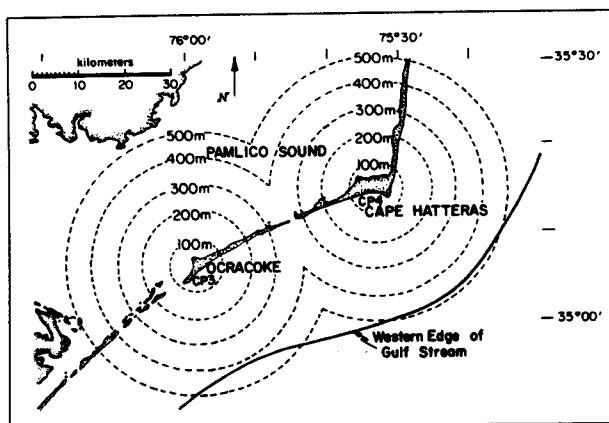 76°00'
75°30'
kilometers
0 10 20 30
N
35°30'
500m
400m
300m
200m
100m
500m
400m
300m
200m
100m
PAMLICO SOUND
CP4
CAPE HATTERAS
OCRACOKE
CP3
35°00'
Western Edge of
Gulf Stream